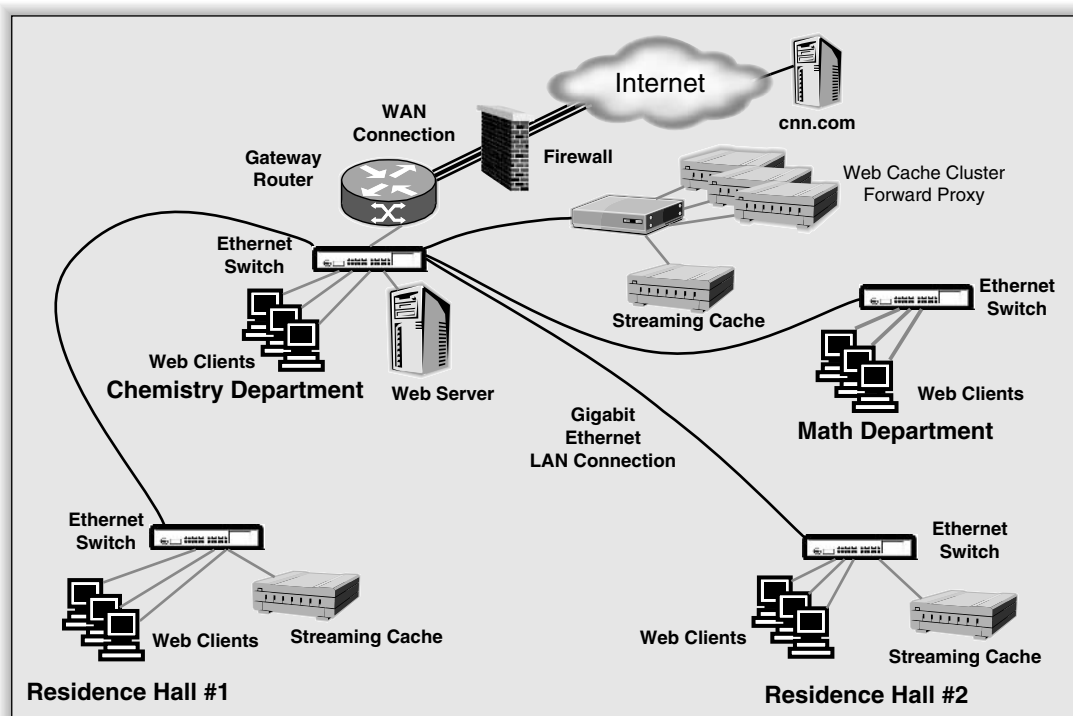 Internet
cnn.com
WAN
Connection
Firewall
Gateway
Router
Web Cache Cluster
Forward Proxy
Ethernet
Switch
Streaming Cache
Ethernet
Switch
Web Clients
Chemistry Department
Web Server
Web Clients
Math Department
Gigabit
Ethernet
LAN Connection
Ethernet
Switch
Web Clients
Streaming Cache
Residence Hall #1
Ethernet
Switch
Web Clients
Streaming Cache
Residence Hall #2